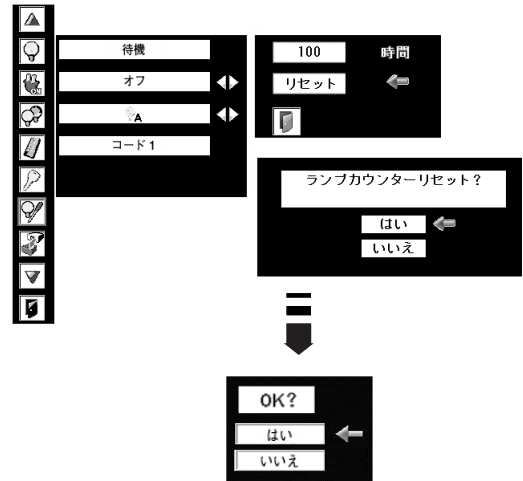 待機
オフ
A
コード 1
100 時間
リセット
ランプカウンターリセット？
はい
いいえ
OK?
はい
いいえ